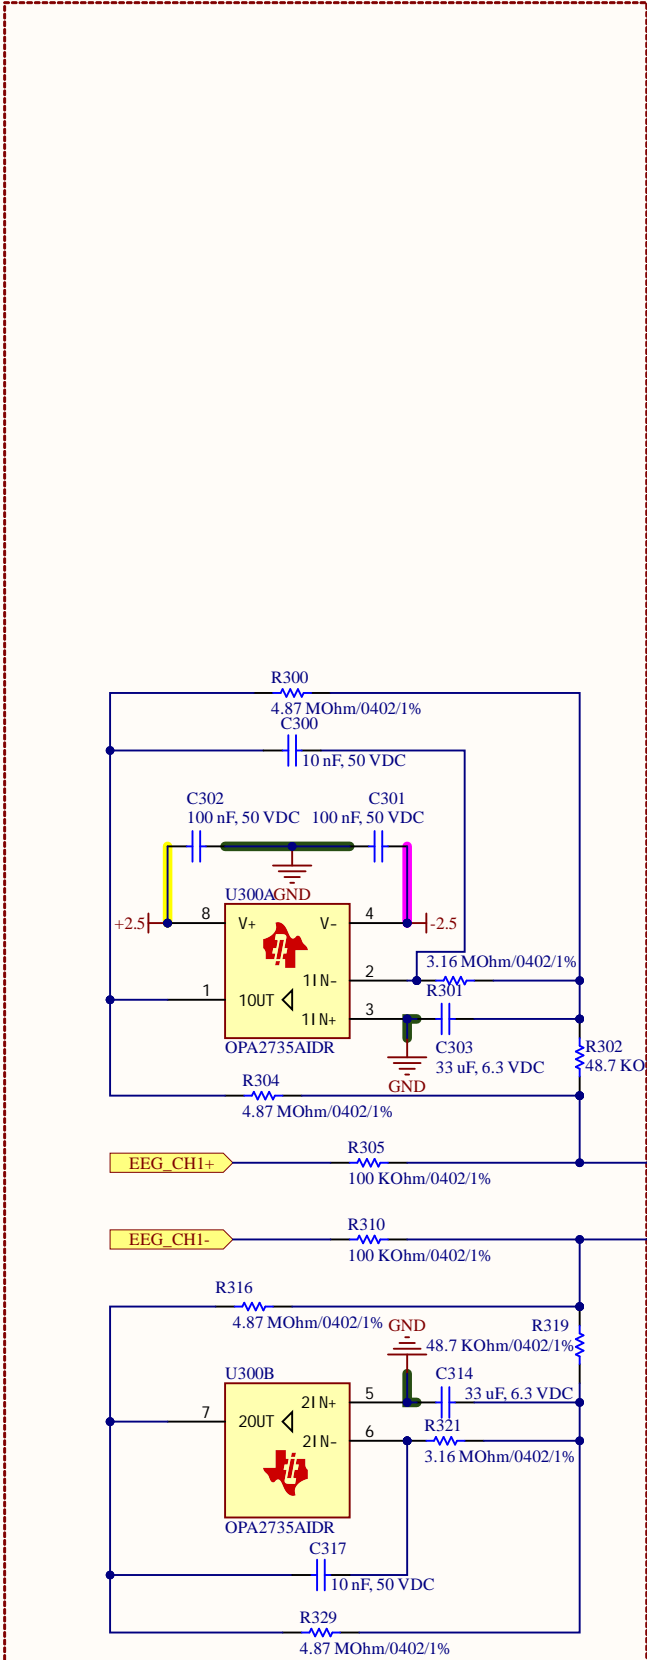 R300
4.87 MOhm/0402/1%
C300
10 nF, 50 VDC
C302
100 nF, 50 VDC
C301
100 nF, 50 VDC
GND
U300A
+2.5
8
V+
V-
4
-2.5
1IN-
2
3.16 MOhm/0402/1%
R301
1
1OUT
1IN+
3
C303
33 uF, 6.3 VDC
GND
R302
48.7 KO
OPA2735AIDR
R304
4.87 MOhm/0402/1%
EEG_CH1+
R305
100 KOhm/0402/1%
EEG_CH1-
R310
100 KOhm/0402/1%
R316
4.87 MOhm/0402/1%
GND
R319
48.7 KOhm/0402/1%
U300B
2IN+
5
C314
33 uF, 6.3 VDC
7
2OUT
2IN-
6
R321
3.16 MOhm/0402/1%
OPA2735AIDR
C317
10 nF, 50 VDC
R329
4.87 MOhm/0402/1%